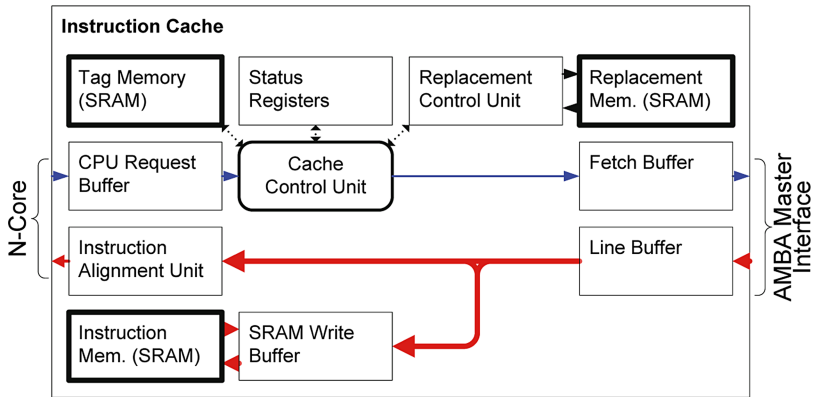 Instruction Cache
Tag Memory
(SRAM)
Status
Registers
Replacement
Control Unit
Replacement
Mem. (SRAM)
N-Core
CPU Request
Buffer
Cache
Control Unit
Fetch Buffer
AMBA Master
Interface
Instruction
Alignment Unit
Line Buffer
Instruction
Mem. (SRAM)
SRAM Write
Buffer